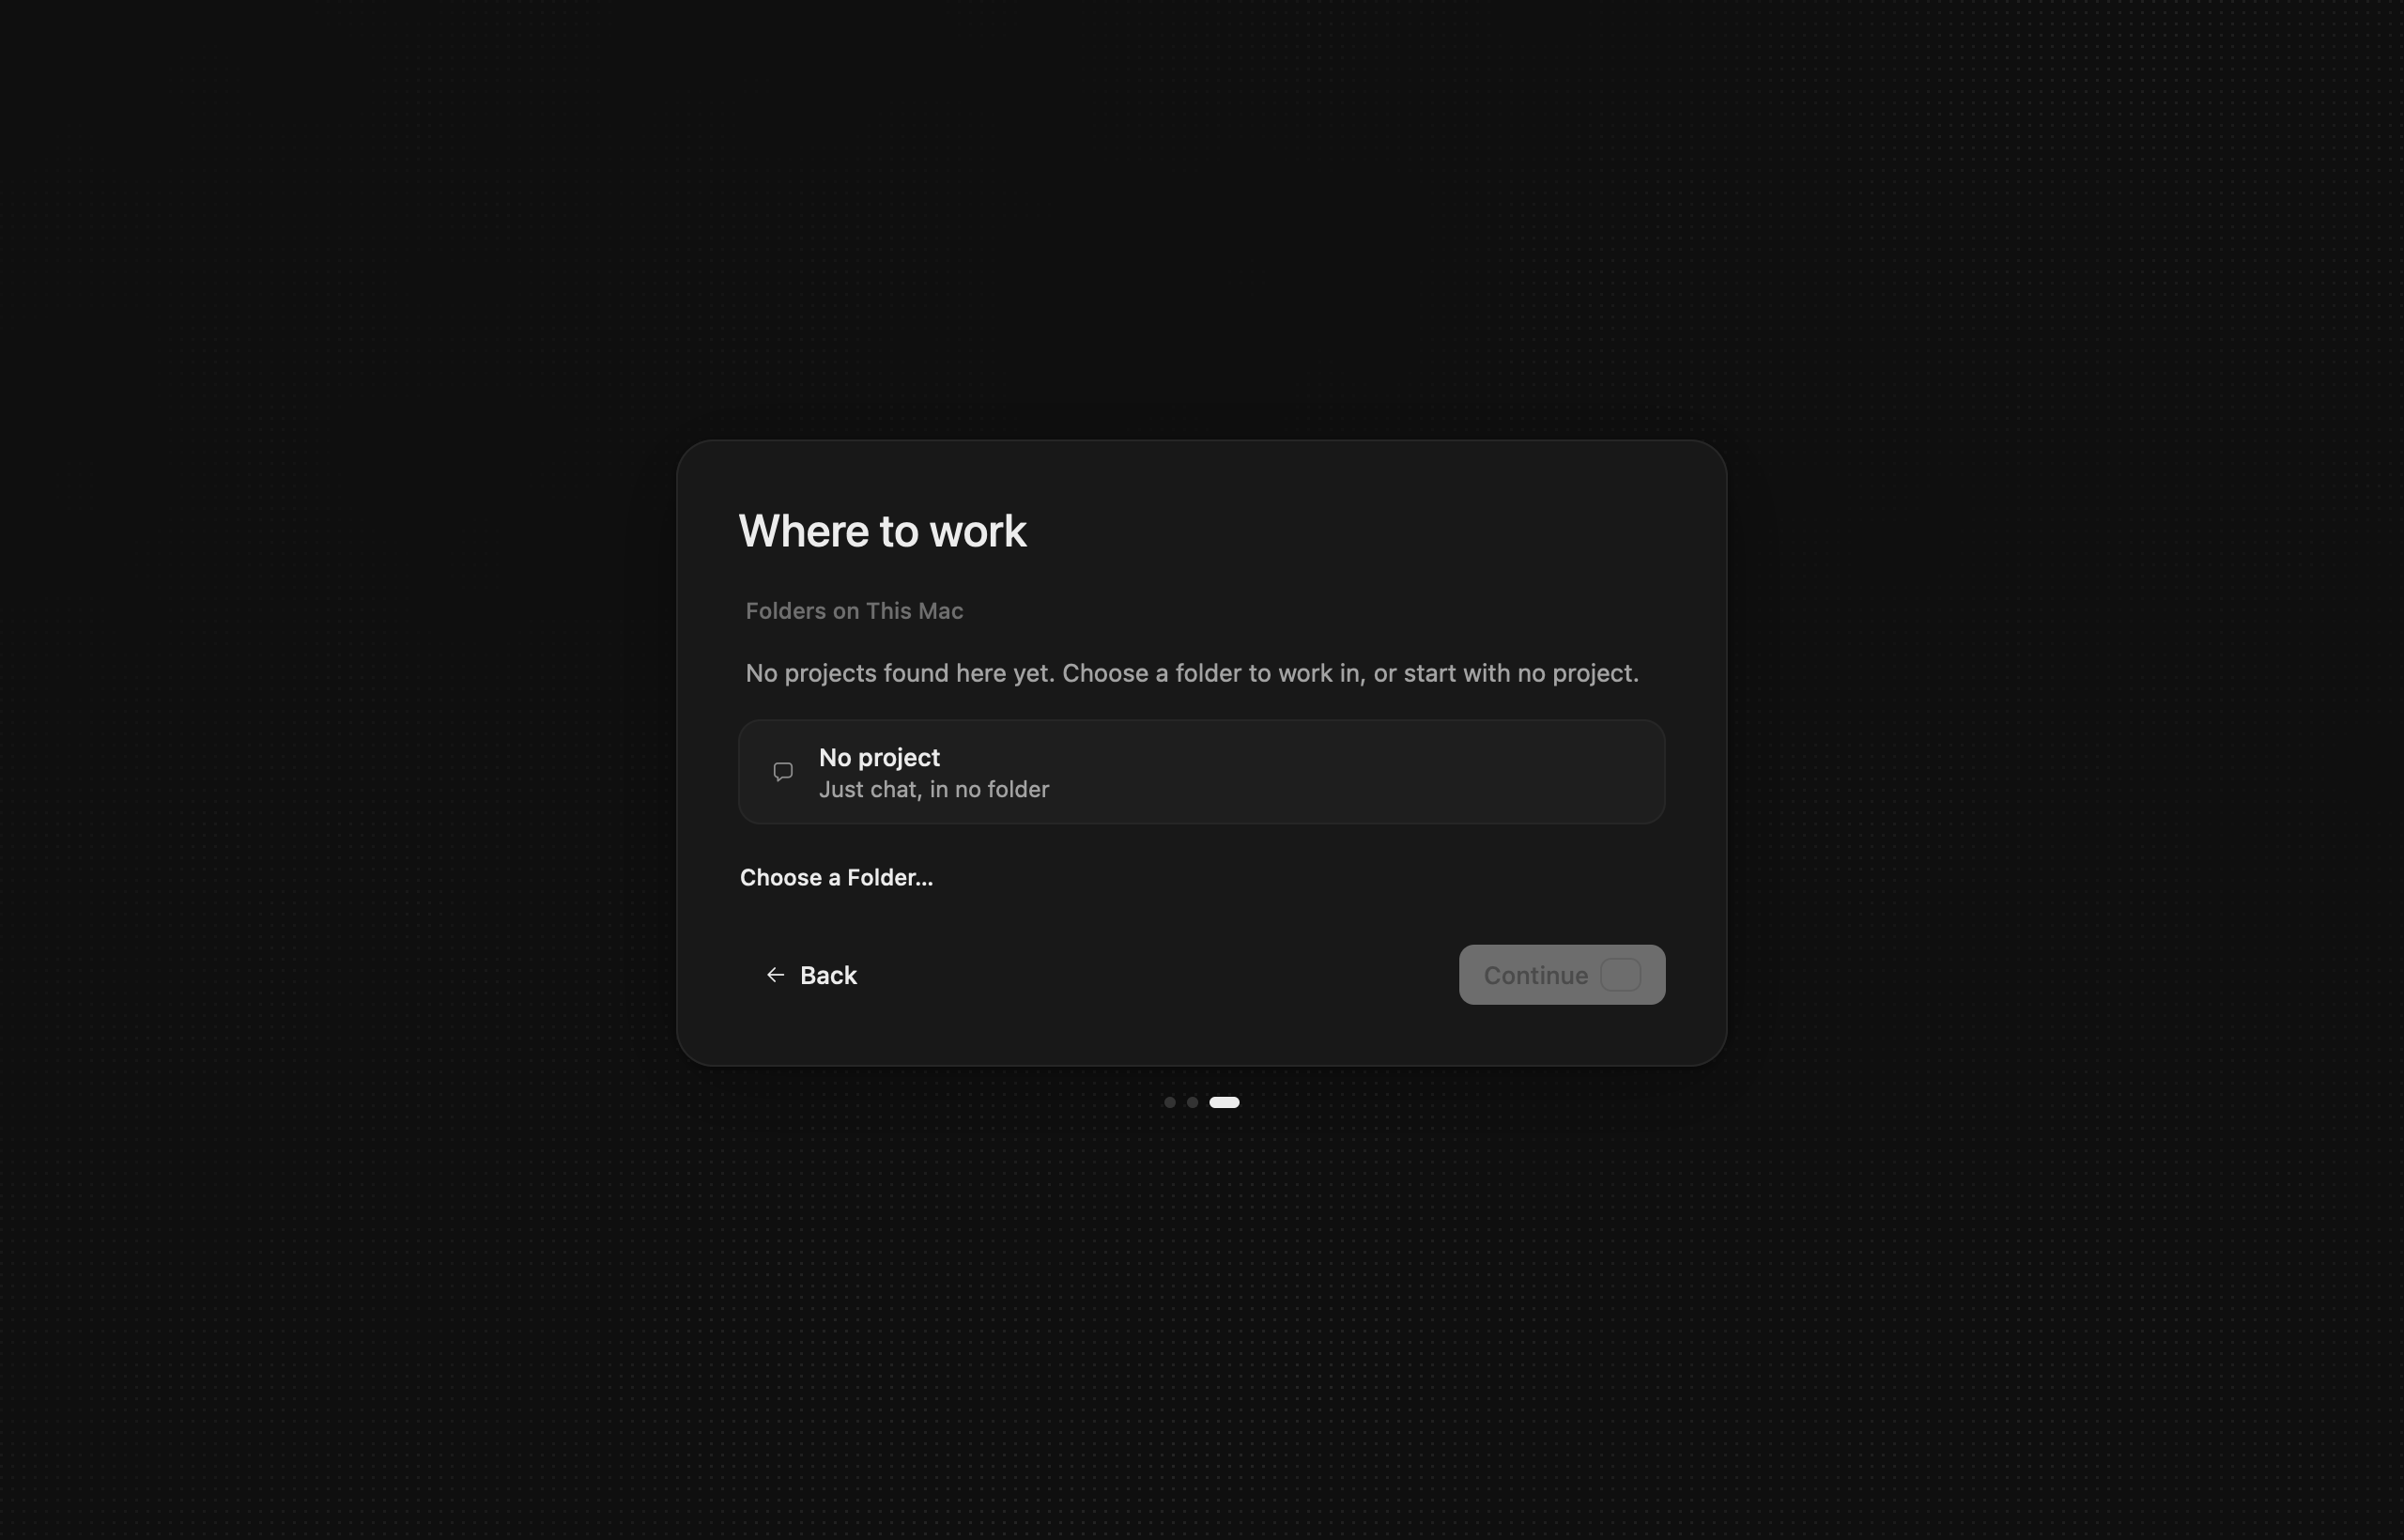 Where to work
Folders on This Mac
No projects found here yet. Choose a folder to work in, or start with no project.
No project
Just chat, in no folder
Choose a Folder...
Back
Continue